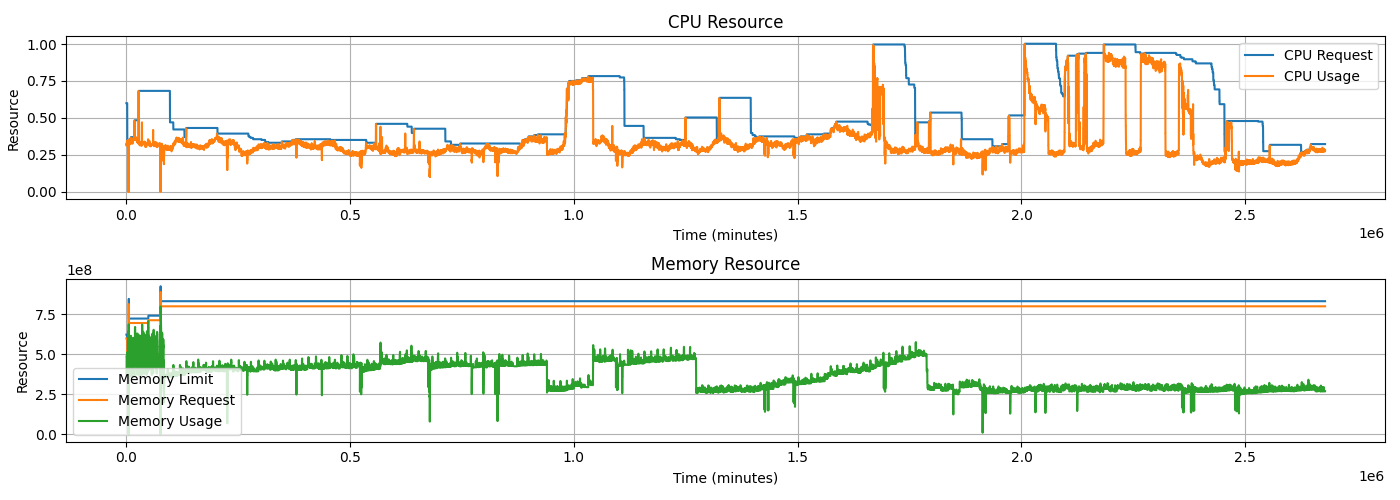 CPU Resource
1.00
0.75
0.50
0.25
0.00
Resource
CPU Request
CPU Usage
0.0
0.5
1.0
1.5
2.0
2.5
1e6
Time (minutes)
Memory Resource
1e8
7.5
5.0
2.5
0.0
Resource
Memory Limit
Memory Request
Memory Usage
0.0
0.5
1.0
1.5
2.0
2.5
1e6
Time (minutes)